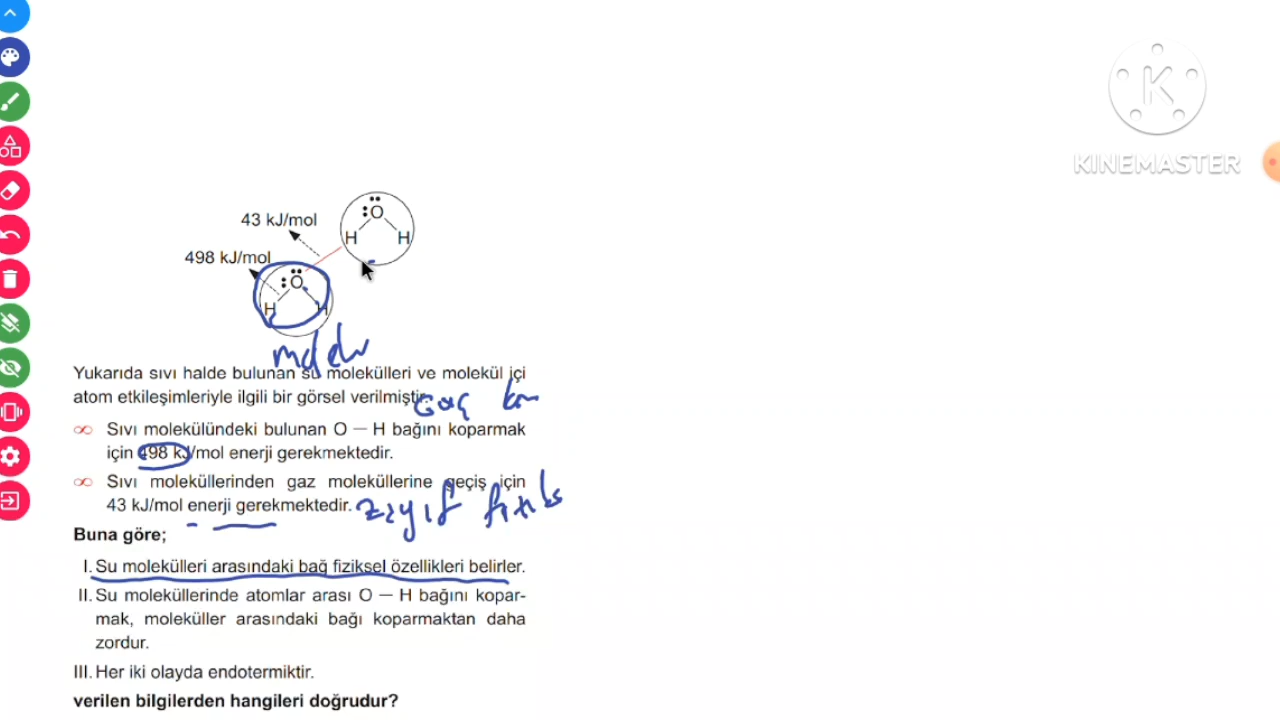 KINEMASTER
43 kJ/mol
O
H H
498 kJ/mol
O
H H
Yukarıda sıvı halde bulunan su molekülleri ve molekül içi
atom etkileşimleriyle ilgili bir görsel verilmiştir.
∞ Sıvı molekülündeki bulunan O — H bağını koparmak
için 498 kJ/mol enerji gerekmektedir.
∞ Sıvı moleküllerinden gaz moleküllerine geçiş için
43 kJ/mol enerji gerekmektedir. zayıf
Buna göre;
I. Su molekülleri arasındaki bağ fiziksel özellikleri belirler.
II. Su moleküllerinde atomlar arası O — H bağını kopar-
mak, moleküller arasındaki bağı koparmaktan daha
zordur.
III. Her iki olayda endotermiktir.
verilen bilgilerden hangileri doğrudur?